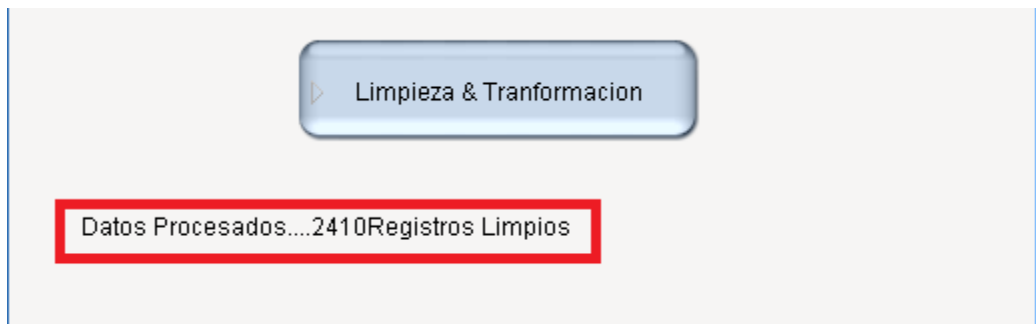 Limpieza & Tranformacion
Datos Procesados....2410Registros Limpios